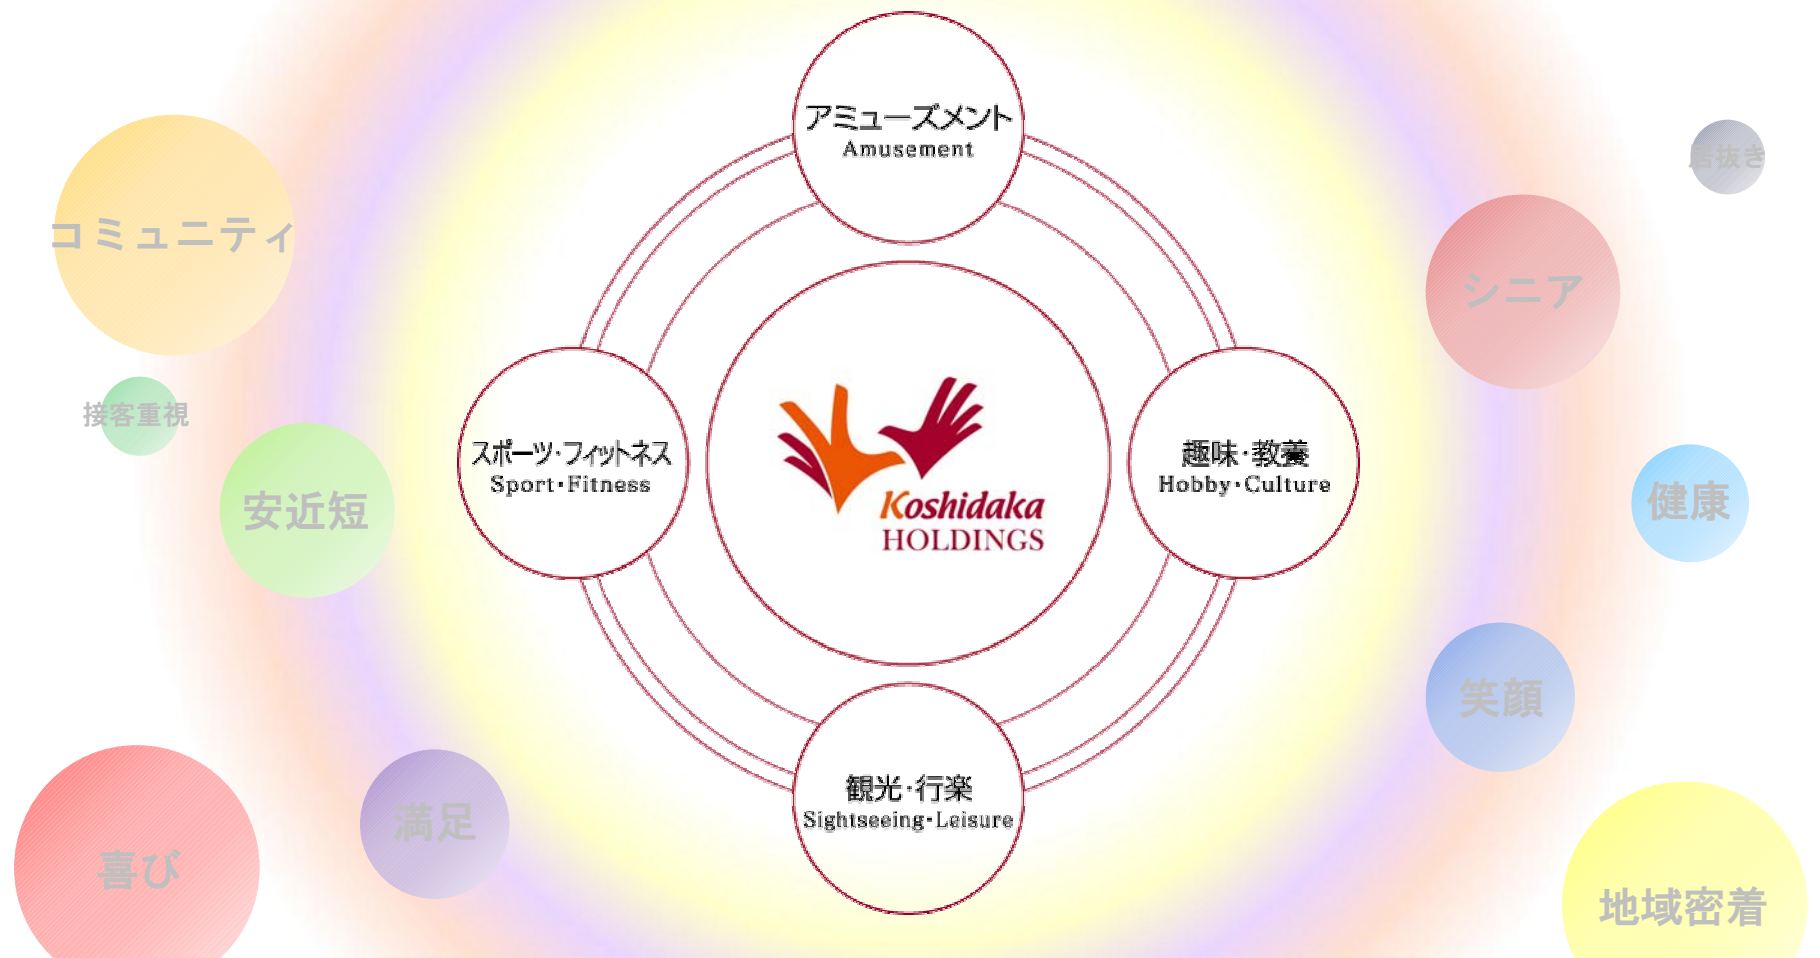 アミューズメント
Amusement
コミュニティ
居抜き
シニア
接客重視
スポーツ・フィットネス
Sport・Fitness
Koshidaka
HOLDINGS
趣味・教養
Hobby・Culture
安近短
健康
笑顔
観光・行楽
Sightseeing・Leisure
満足
喜び
地域密着